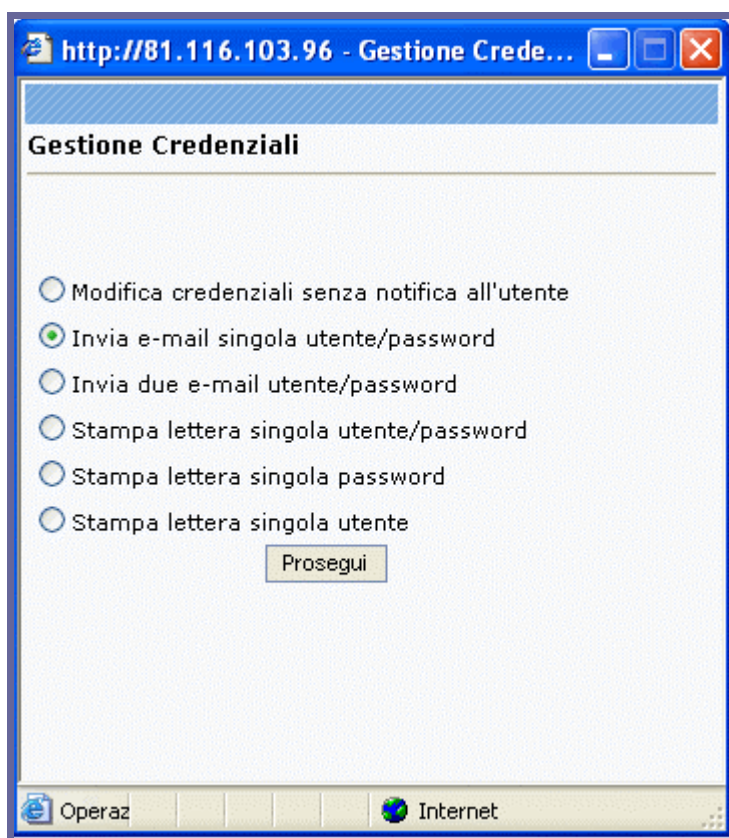 http://81.116.103.96 - Gestione Crede...
Gestione Credenziali
Modifica credenziali senza notifica all'utente
Invia e-mail singola utente/password
Invia due e-mail utente/password
Stampa lettera singola utente/password
Stampa lettera singola password
Stampa lettera singola utente
Prosegui
Operaz Internet